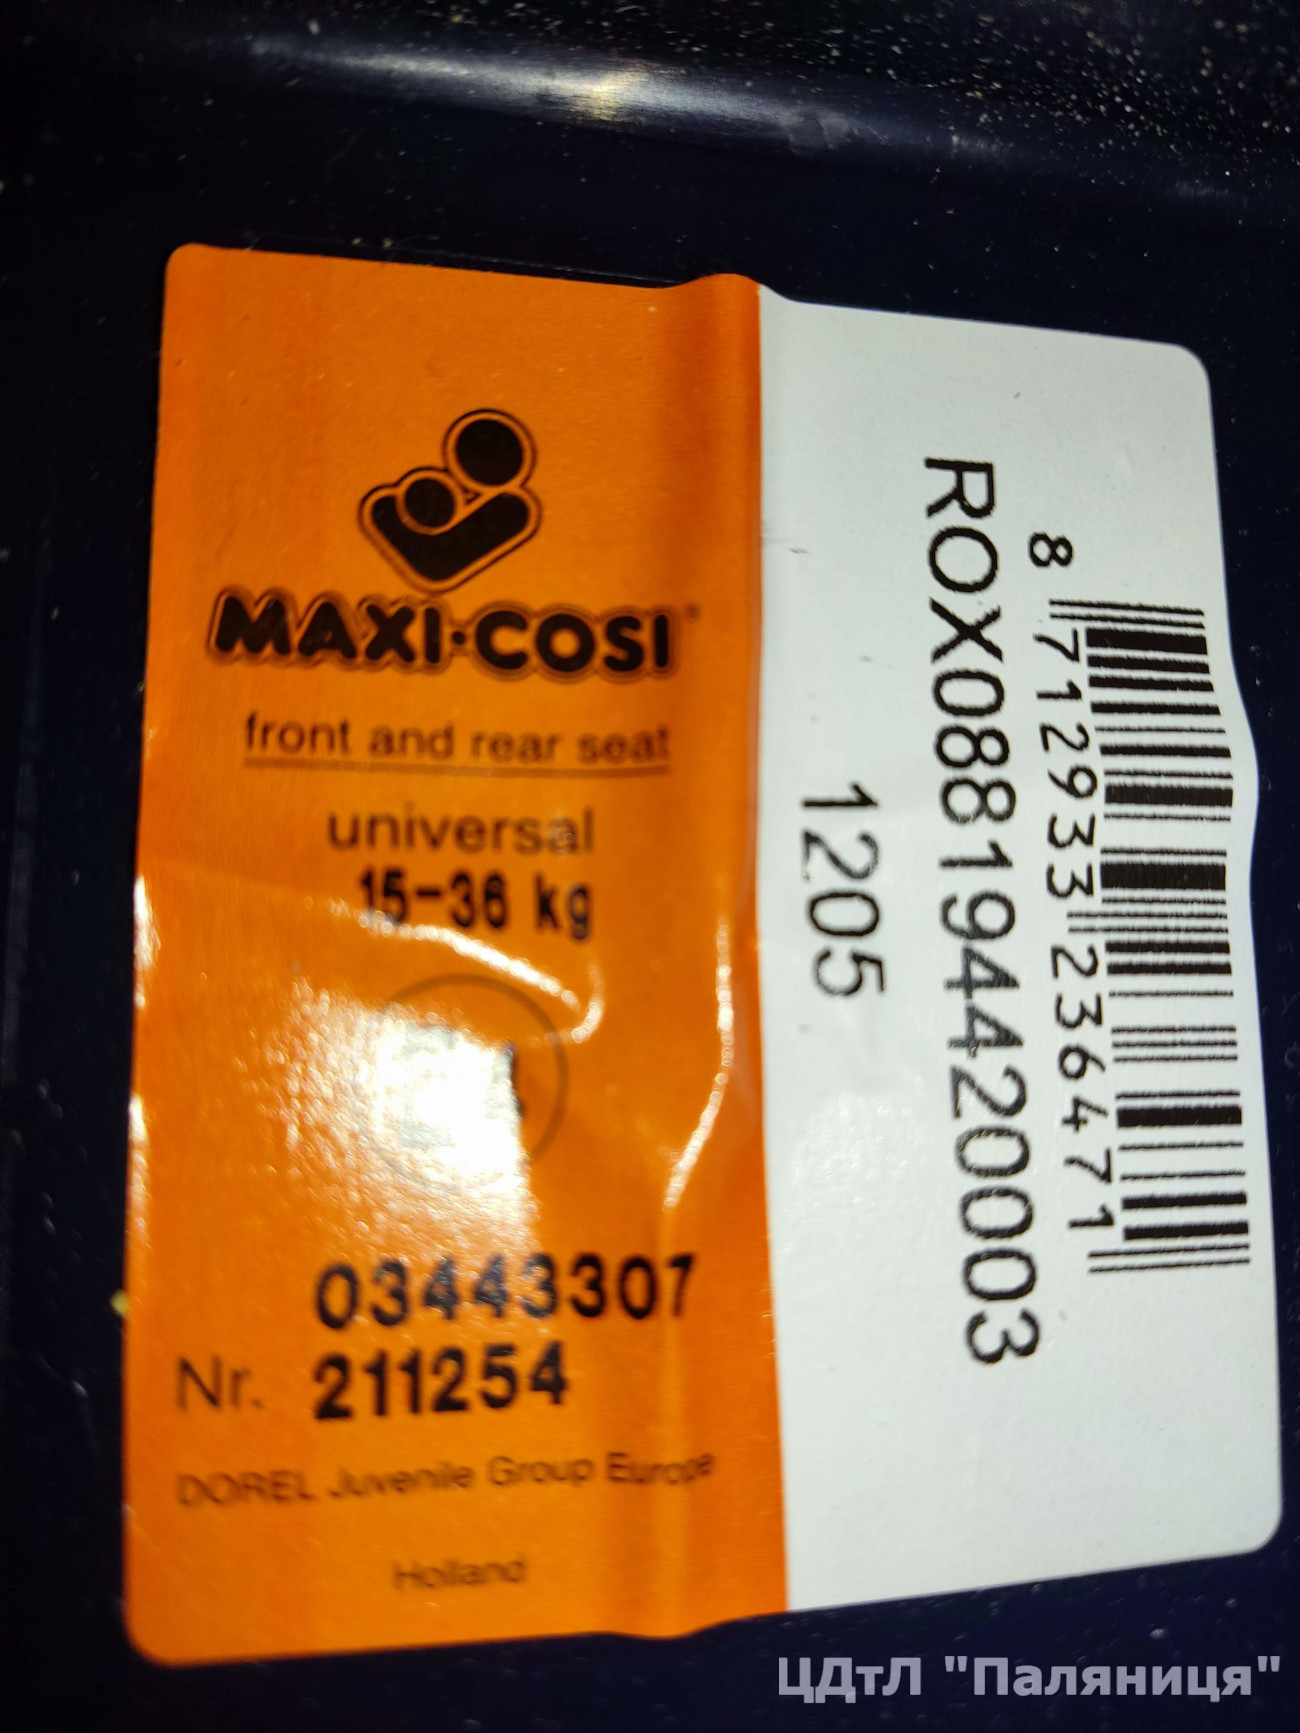 MAXI·COSI
front and rear seat
universal
15-36 kg
03443307
Nr. 211254
DOREL Juvenile Group Europe
Holland
8 712933 236471
ROX088194420003
1205
ЦДтЛ "Паляниця"